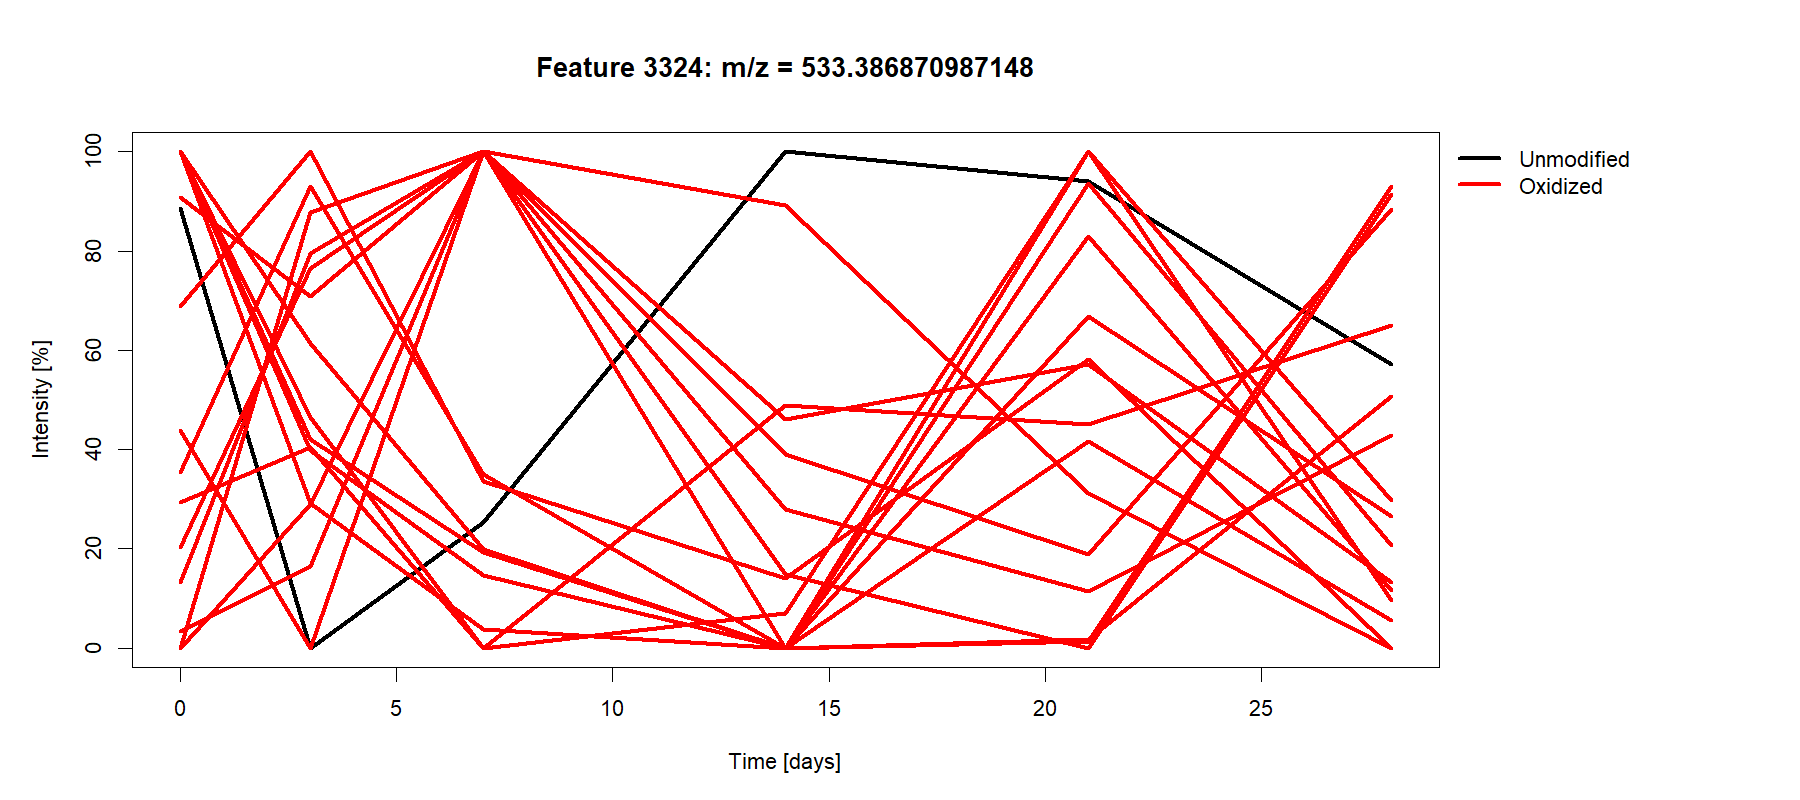 Feature 3324: m/z = 533.386870987148
Unmodified
Oxidized
Intensity [%]
100
80
60
40
20
0
0 5 10 15 20 25
Time [days]